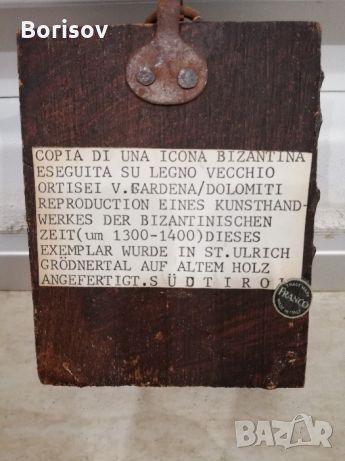 Borisov
COPIA DI UNA ICONA BIZANTINA
ESEGUITA SU LEGNO VECCHIO
ORTISEI V.GARDENA/DOLOMITI
REPRODUCTION EINES KUNSTHAND-
WERKES DER BIZANTINISCHEN
ZEIT(um 1300-1400)DIESES
EXEMPLAR WURDE IN ST.ULRICH
GRÖDNERTAL AUF ALTEM HOLZ
ANGEFERTIGT.SÜDTIROL
FRANCO
BAZAR